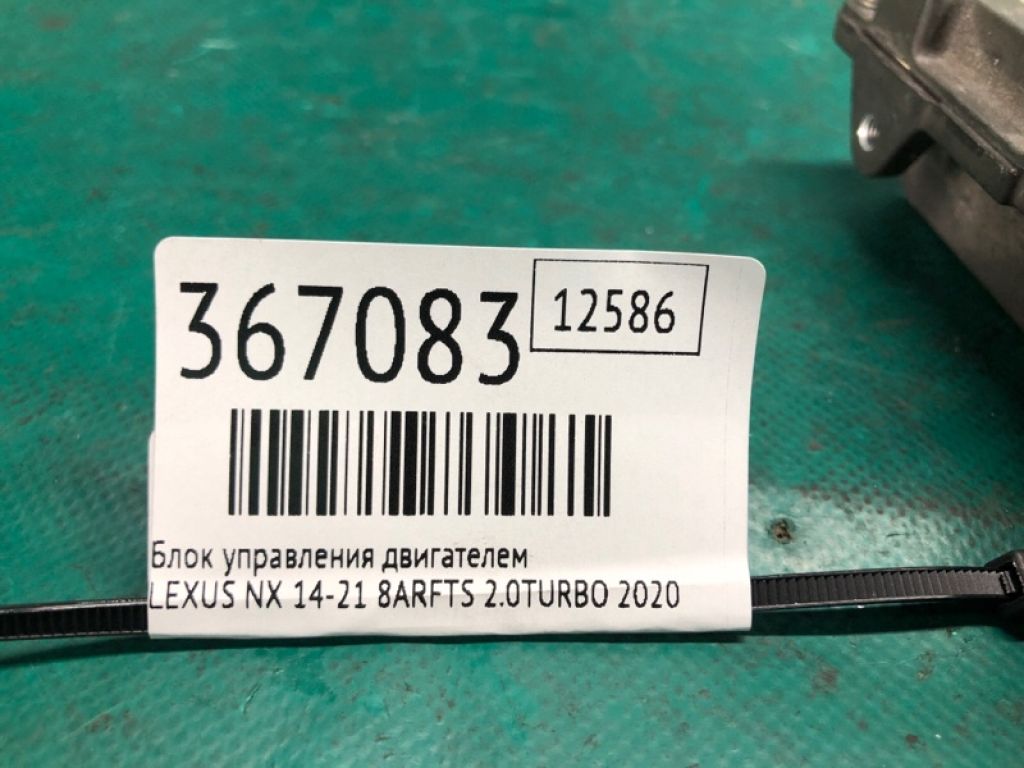 367083
12586
Блок управления двигателем
LEXUS NX 14-21 8ARFTS 2.0TURBO 2020